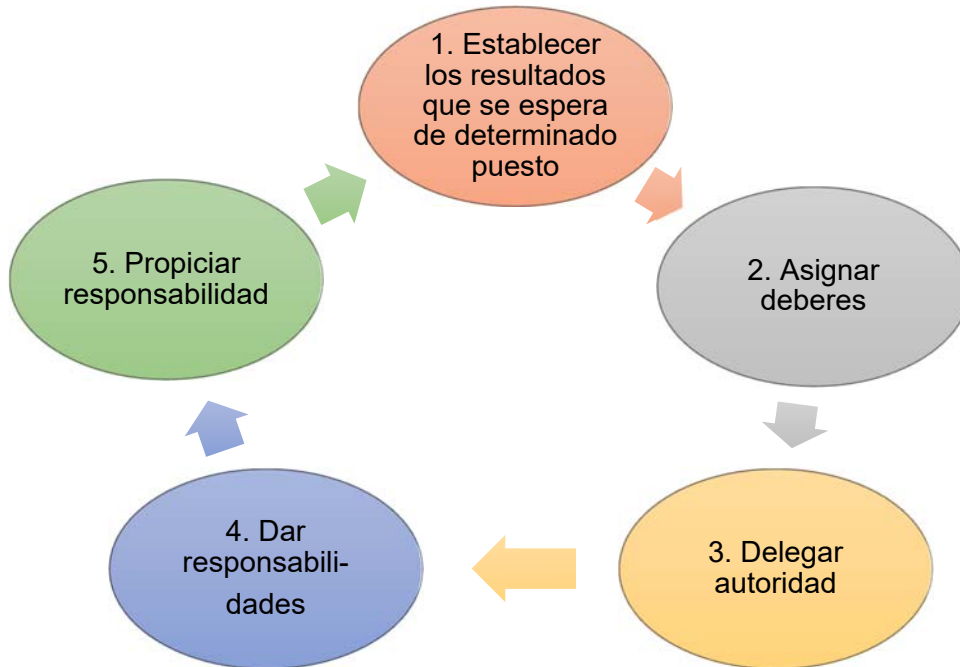 1. Establecer
los resultados
que se espera
de determinado
puesto
2. Asignar
deberes
3. Delegar
autoridad
4. Dar
responsabili-
dades
5. Propiciar
responsabilidad